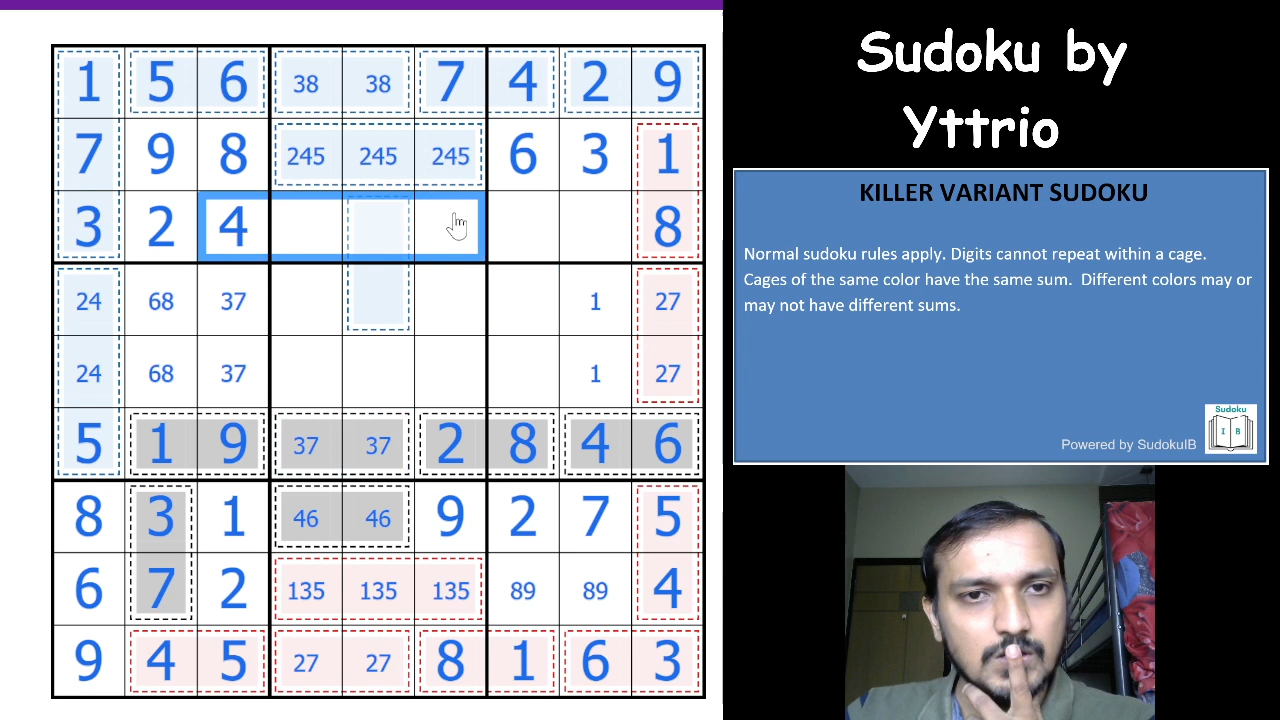 Sudoku by
Yttrio
KILLER VARIANT SUDOKU
Normal sudoku rules apply. Digits cannot repeat within a cage.
Cages of the same color have the same sum.  Different colors may or
may not have different sums.
Sudoku
I B
Powered by SudokuIB
1 5 6 38 38 7 4 2 9
7 9 8 245 245 245 6 3 1
3 2 4 8
24 68 37 1 27
24 68 37 1 27
5 1 9 37 37 2 8 4 6
8 3 1 46 46 9 2 7 5
6 7 2 135 135 135 89 89 4
9 4 5 27 27 8 1 6 3